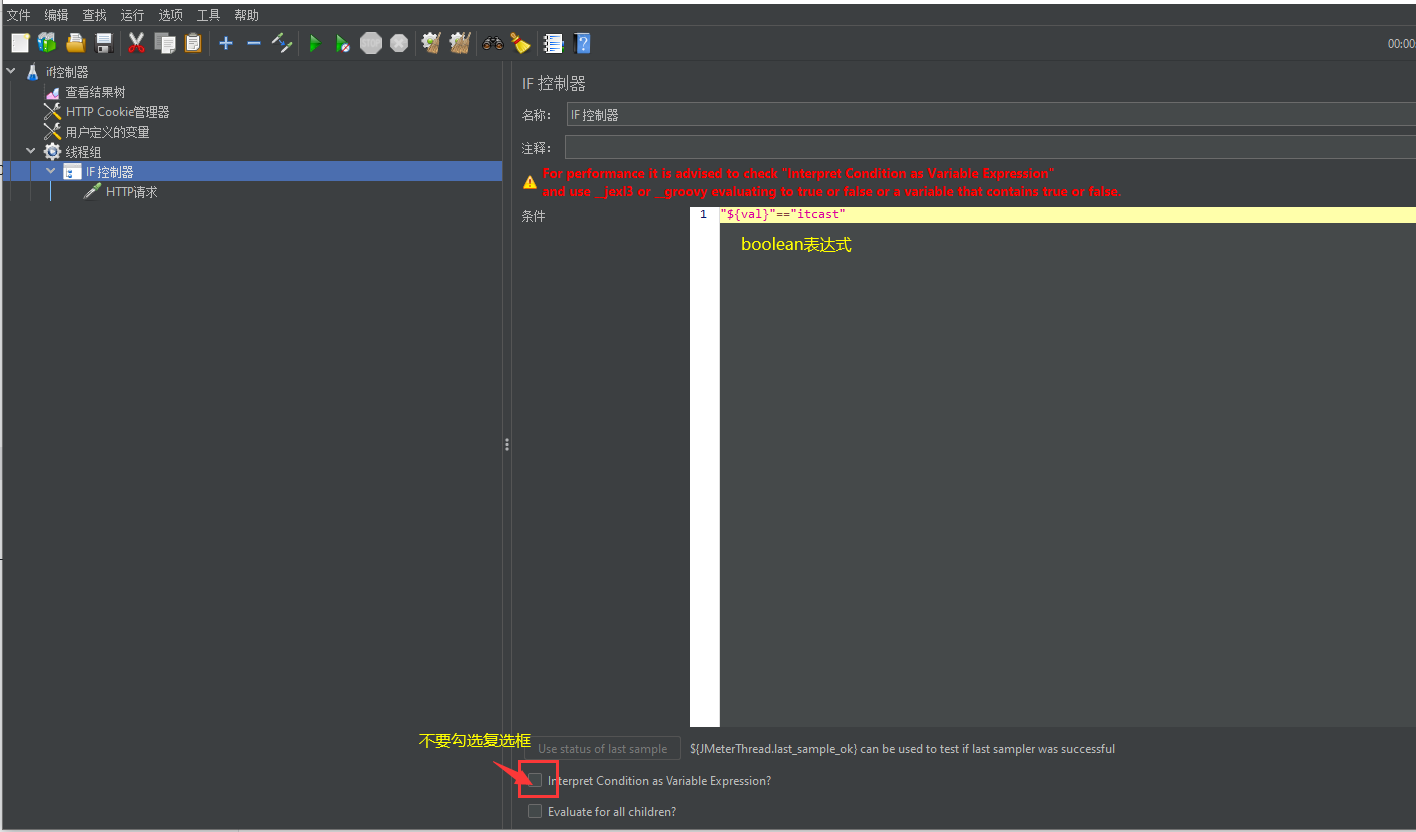 文件 编辑 查找 运行 选项 工具 帮助
STOP
00:00
if控制器
查看结果树
HTTP Cookie管理器
用户定义的变量
线程组
IF 控制器
HTTP请求
IF 控制器
名称： IF 控制器
注释：
For performance it is advised to check "Interpret Condition as Variable Expression"
and use __jexl3 or __groovy evaluating to true or false or a variable that contains true or false.
条件
1 "${val}"=="itcast"
boolean表达式
不要勾选复选框
Use status of last sample ${JMeterThread.last_sample_ok} can be used to test if last sampler was successful
Interpret Condition as Variable Expression?
Evaluate for all children?